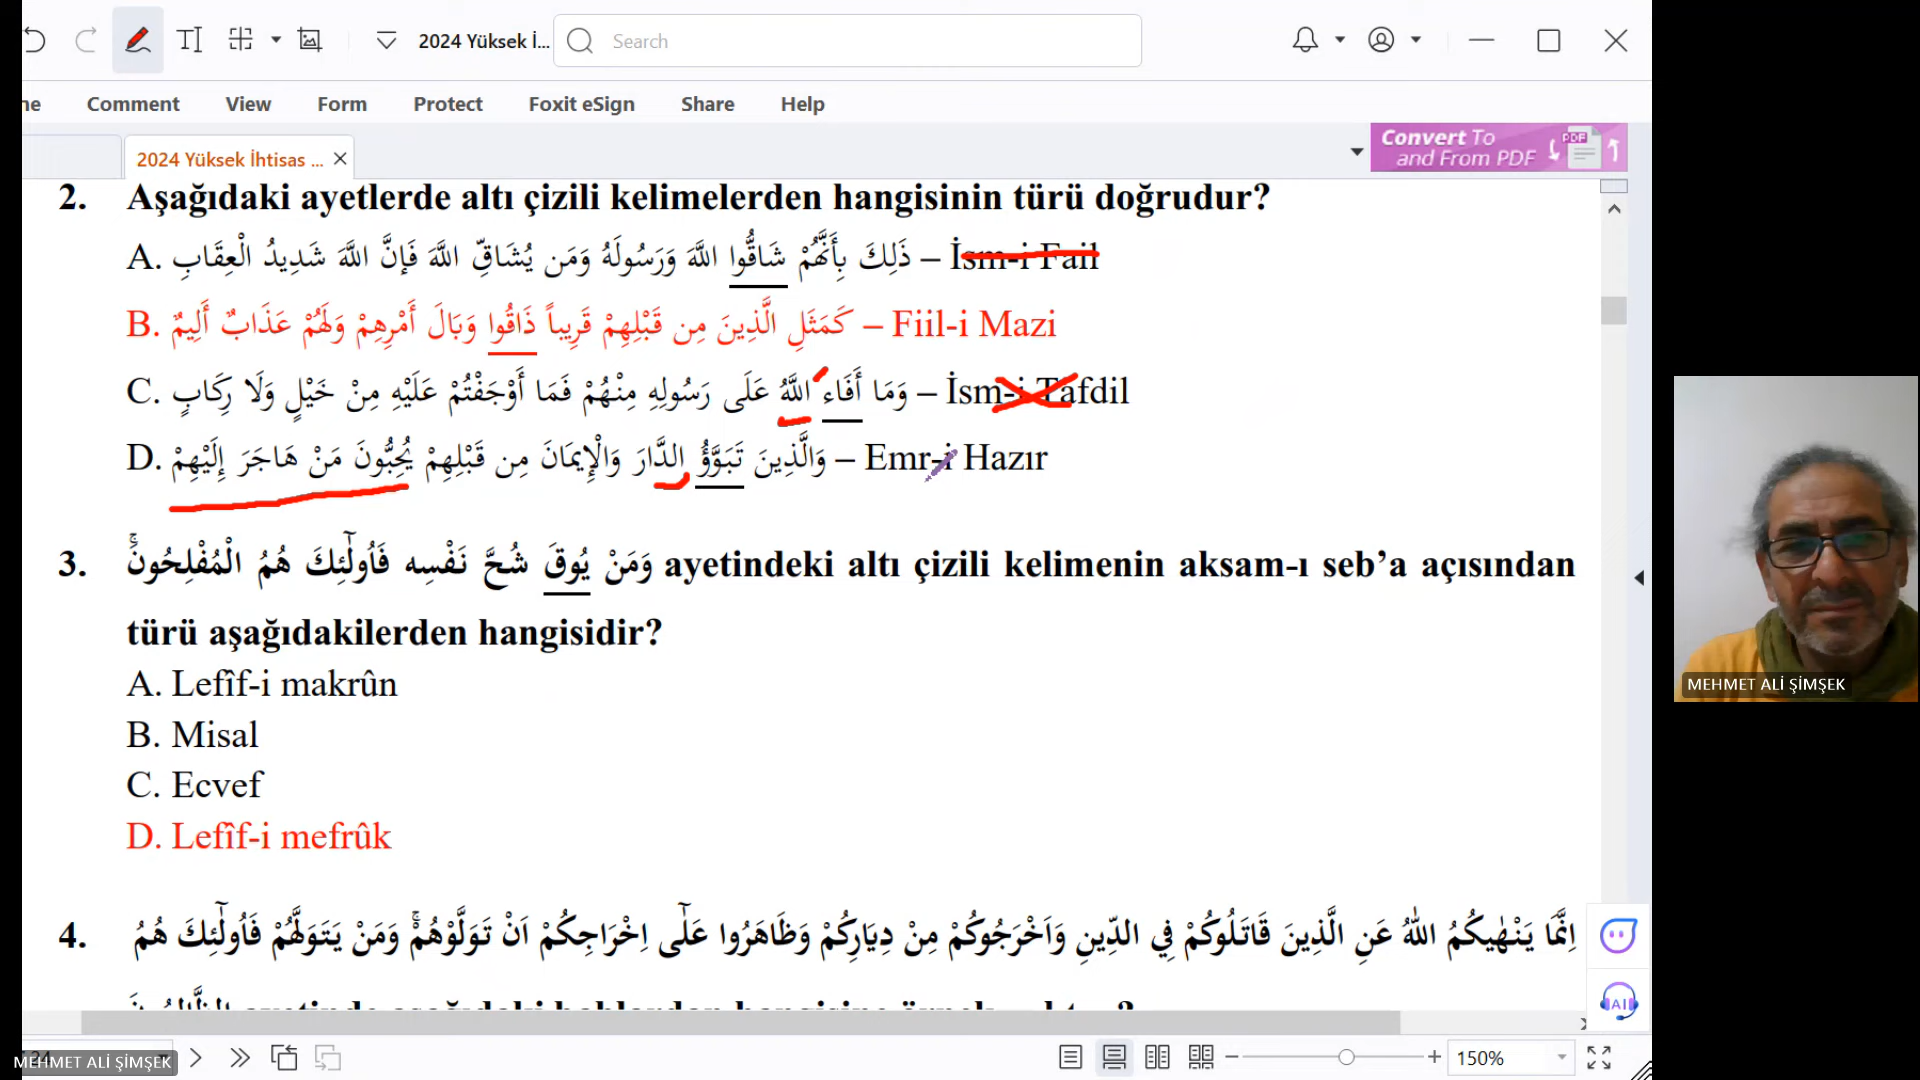 2024 Yüksek İ...
Search
Comment View Form Protect Foxit eSign Share Help
2024 Yüksek İhtisas ...
Convert To
and From PDF
PDF
2. Aşağıdaki ayetlerde altı çizili kelimelerden hangisinin türü doğrudur?
A. ذَلِكَ بِأَنَّهُمْ شَاقُّوا اللَّهَ وَرَسُولَهُ وَمَن يُشَاقِّ اللَّهَ فَإِنَّ اللَّهَ شَدِيدُ الْعِقَابِ – İsm-i Fail
B. كَمَثَلِ الَّذِينَ مِن قَبْلِهِمْ قَرِيباً ذَاقُوا وَبَالَ أَمْرِهِمْ وَلَهُمْ عَذَابٌ أَلِيمٌ – Fiil-i Mazi
C. وَمَا أَفَاء اللَّهُ عَلَى رَسُولِهِ مِنْهُمْ فَمَا أَوْجَفْتُمْ عَلَيْهِ مِنْ خَيْلٍ وَلَا رِكَابٍ – İsm-i Tafdil
D. وَالَّذِينَ تَبَوَّؤُ الدَّارَ وَالْإِيمَانَ مِن قَبْلِهِمْ يُحِبُّونَ مَنْ هَاجَرَ إِلَيْهِمْ – Emr-i Hazır
3. وَمَنْ يُوقَ شُحَّ نَفْسِه فَاُولٰٓئِكَ هُمُ الْمُفْلِحُونَۚ ayetindeki altı çizili kelimenin aksam-ı seb’a açısından
türü aşağıdakilerden hangisidir?
A. Lefîf-i makrûn
B. Misal
C. Ecvef
D. Lefîf-i mefrûk
4. اِنَّمَا يَنْهٰيكُمُ اللّٰهُ عَنِ الَّذِينَ قَاتَلُوكُمْ فِي الدِّينِ وَاَخْرَجُوكُمْ مِنْ دِيَارِكُمْ وَظَاهَرُوا عَلٰٓى اِخْرَاجِكُمْ اَنْ تَوَلَّوْهُمْۚ وَمَنْ يَتَوَلَّهُمْ فَاُولٰٓئِكَ هُمُ
MEHMET ALİ ŞİMŞEK
MEHMET ALİ ŞİMŞEK
150%
AI